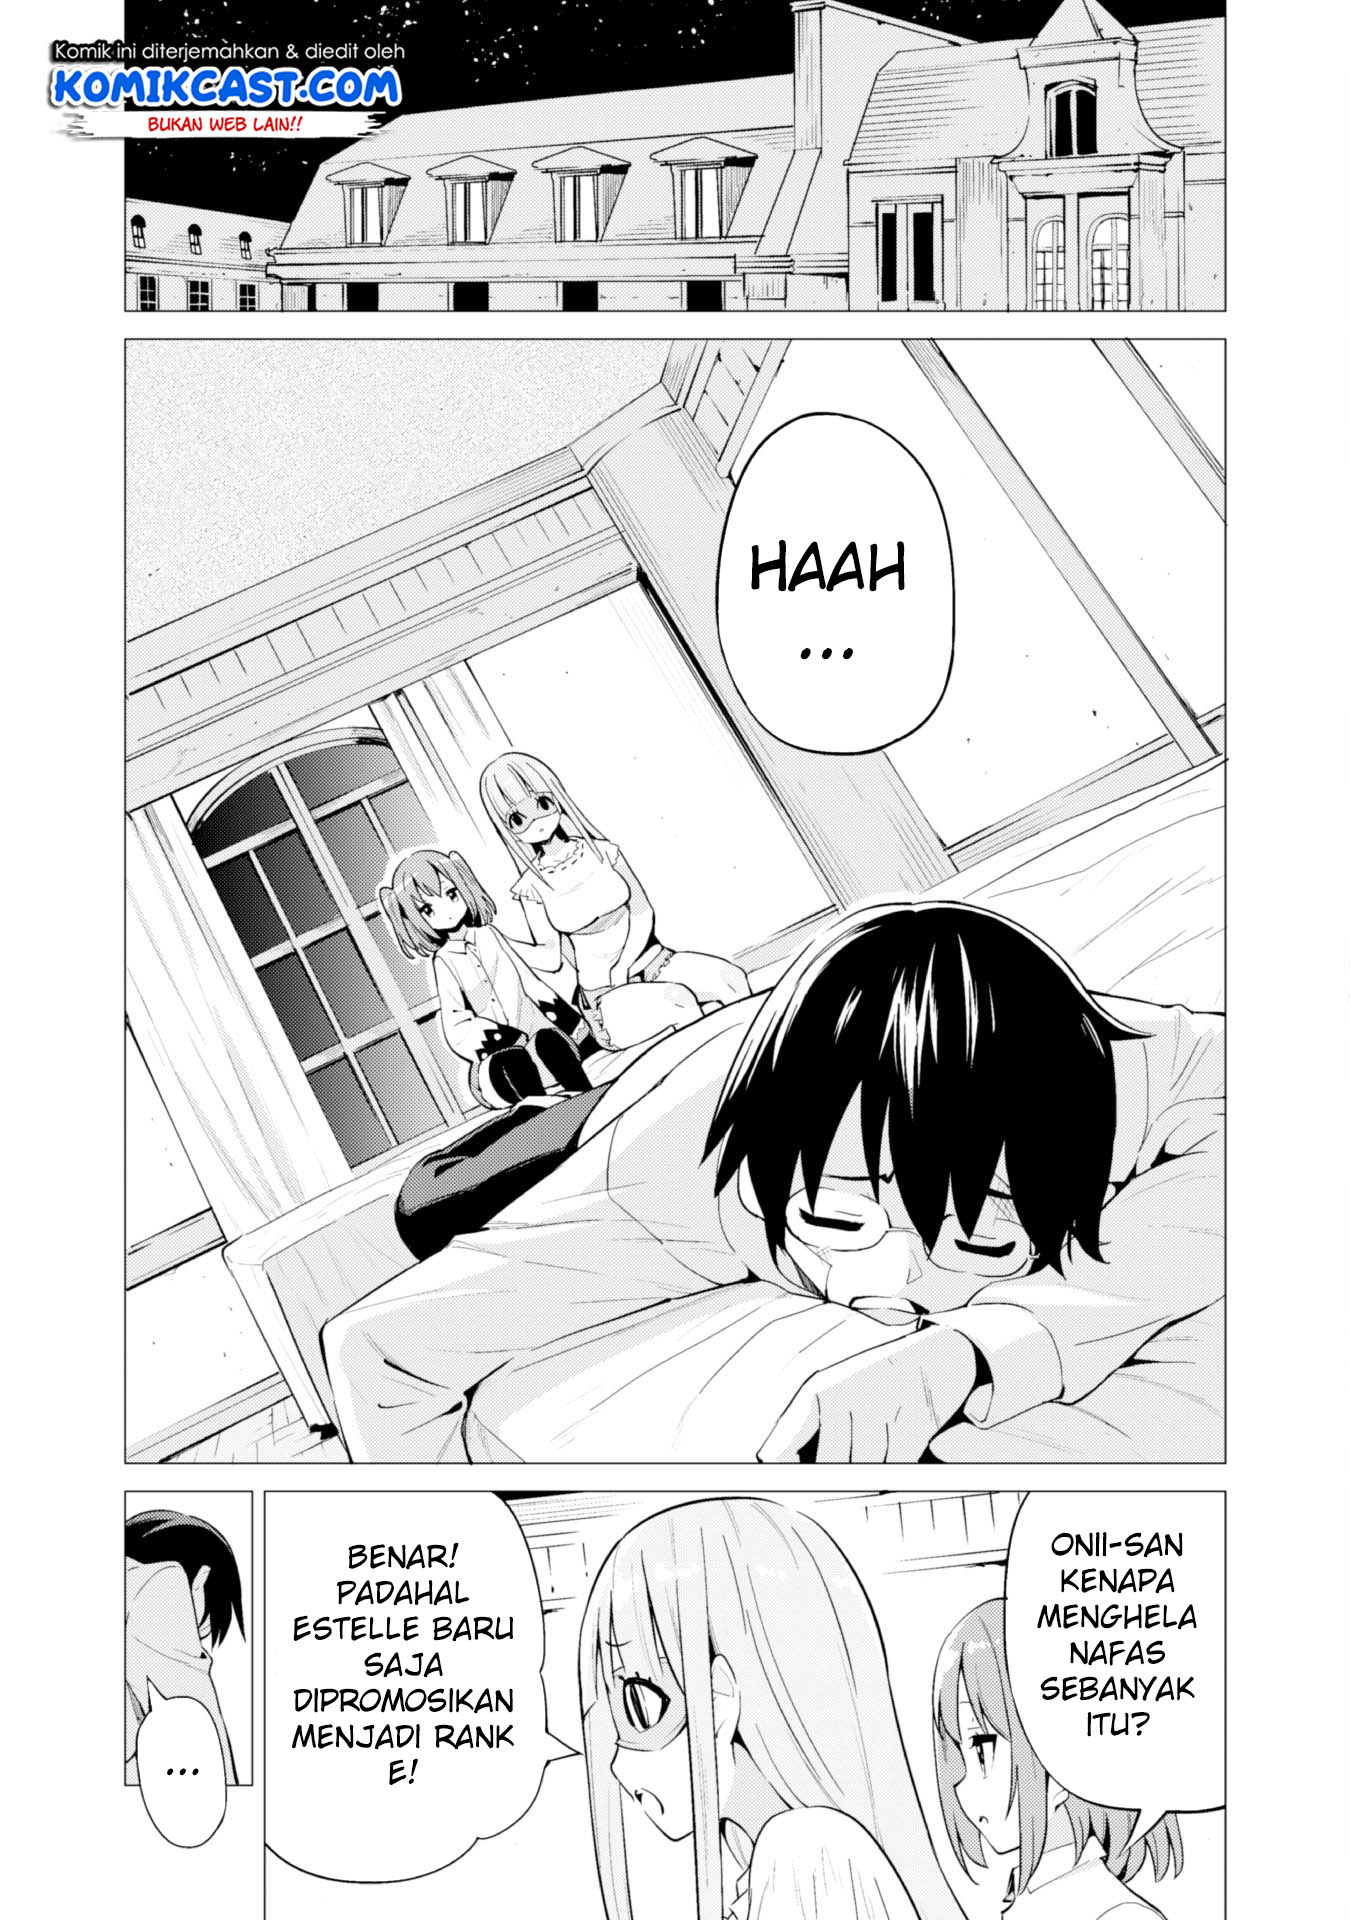 Komik ini diterjemahkan & diedit oleh
KOMIKCAST.COM
BUKAN WEB LAIN!!
HAAH
...
ONII-SAN
KENAPA
MENGHELA
NAFAS
SEBANYAK
ITU?
BENAR!
PADAHAL
ESTELLE BARU
SAJA
DIPROMOSIKAN
MENJADI RANK
E!
...